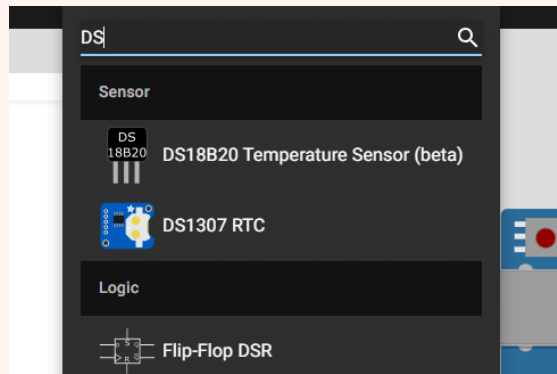 DS
Sensor
DS
18B20
DS18B20 Temperature Sensor (beta)
DS1307 RTC
Logic
Flip-Flop DSR